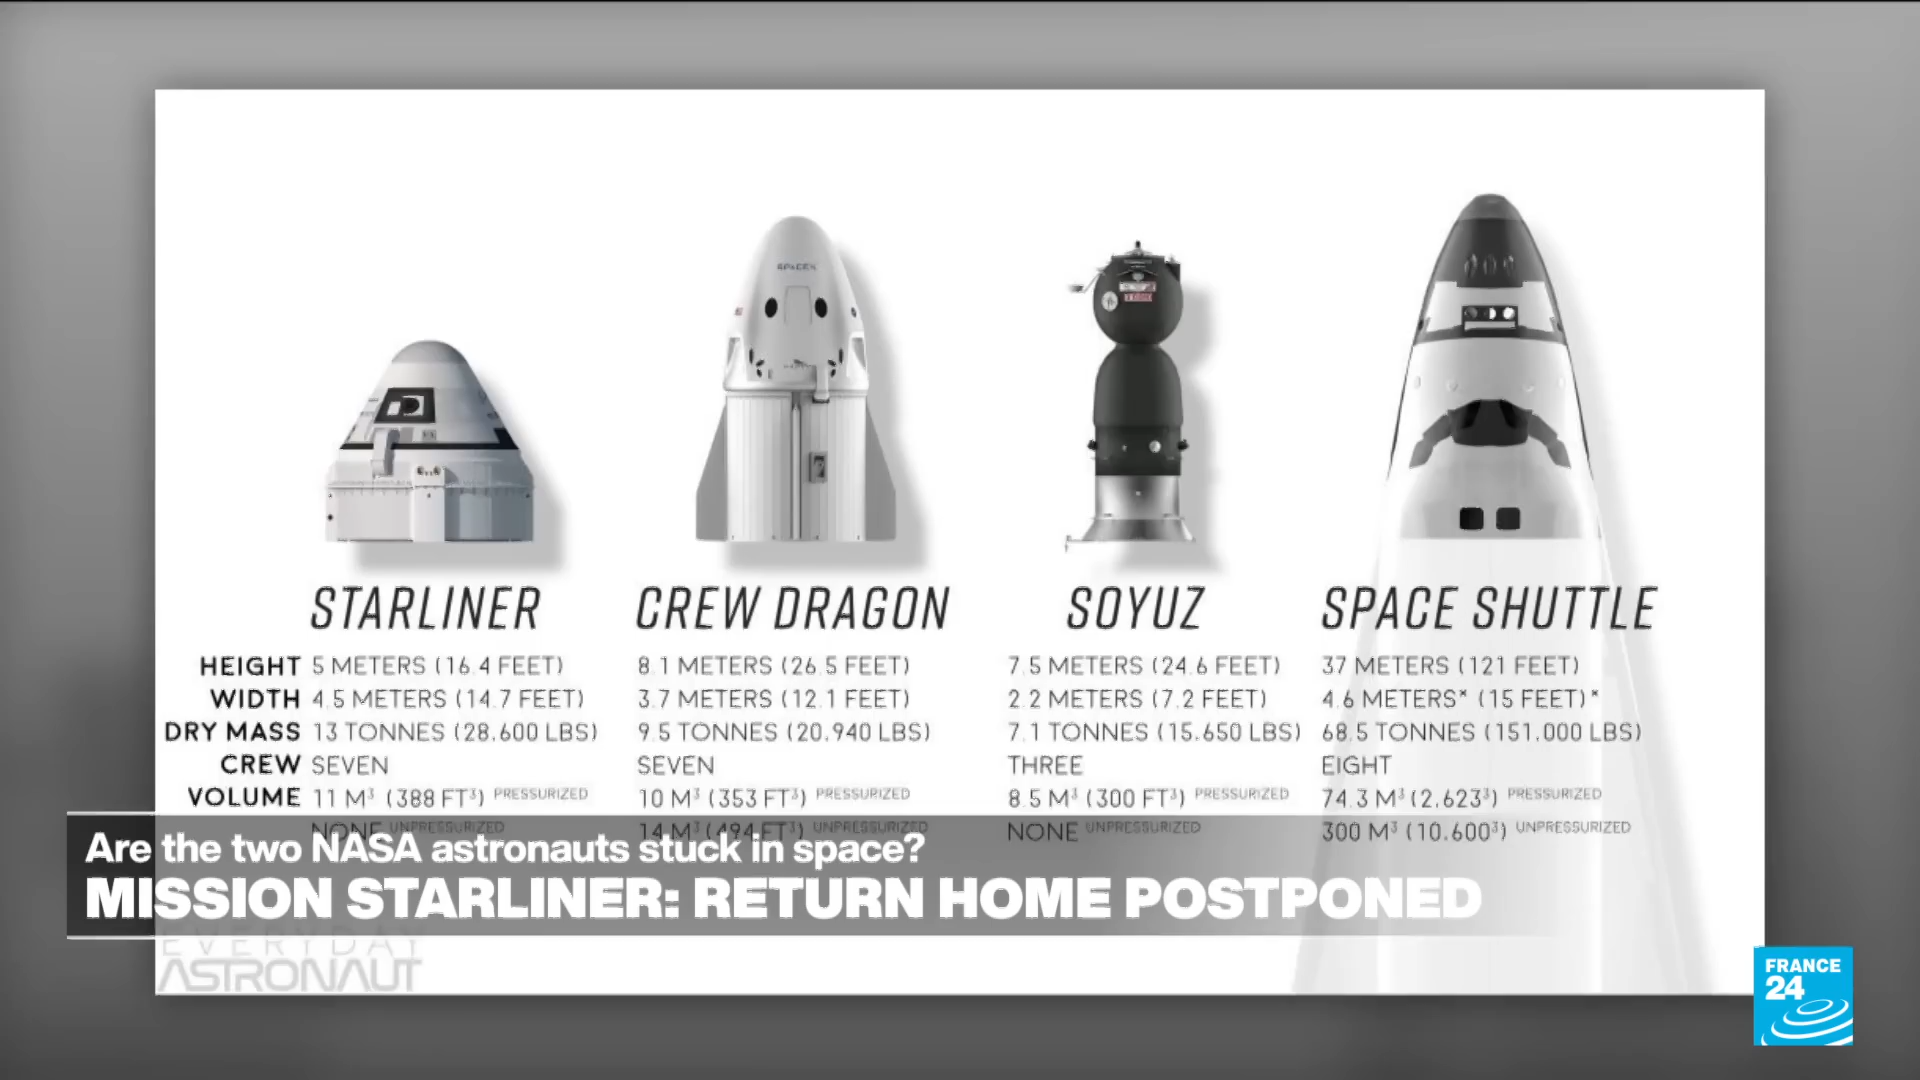 SPACEX
STARLINER CREW DRAGON SOYUZ SPACE SHUTTLE
HEIGHT 5 METERS (16.4 FEET) 8.1 METERS (26.5 FEET) 7.5 METERS (24.6 FEET) 37 METERS (121 FEET)
WIDTH 4.5 METERS (14.7 FEET) 3.7 METERS (12.1 FEET) 2.2 METERS (7.2 FEET) 4.6 METERS* (15 FEET)*
DRY MASS 13 TONNES (28,600 LBS) 9.5 TONNES (20,940 LBS) 7.1 TONNES (15,650 LBS) 68.5 TONNES (151,000 LBS)
CREW SEVEN SEVEN THREE EIGHT
VOLUME 11 M³ (388 FT³) PRESSURIZED 10 M³ (353 FT³) PRESSURIZED 8.5 M³ (300 FT³) PRESSURIZED 74.3 M³ (2,623³) PRESSURIZED
NONE UNPRESSURIZED 14 M³ (494 FT³) UNPRESSURIZED NONE UNPRESSURIZED 300 M³ (10,600³) UNPRESSURIZED
Are the two NASA astronauts stuck in space?
MISSION STARLINER: RETURN HOME POSTPONED
EVERYDAY
ASTRONAUT
FRANCE
24